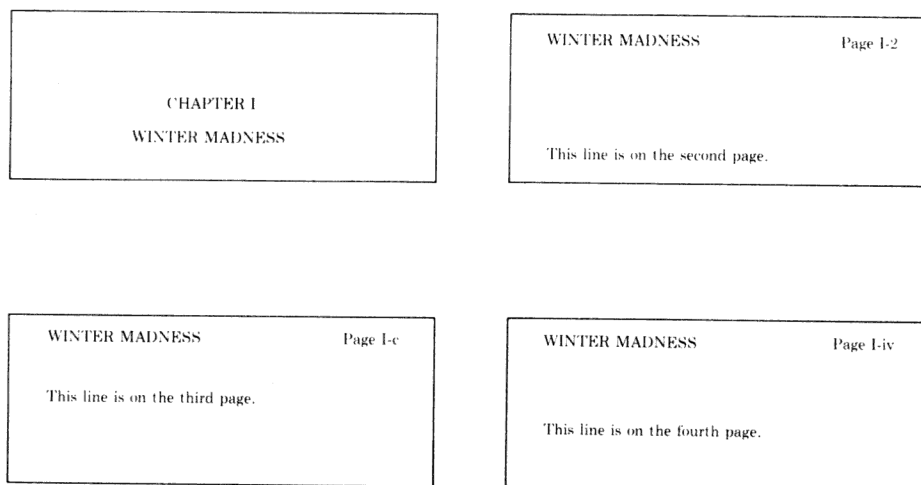 CHAPTER I
WINTER MADNESS
WINTER MADNESS Page I-2
This line is on the second page.
WINTER MADNESS Page I-c
This line is on the third page.
WINTER MADNESS Page I-iv
This line is on the fourth page.